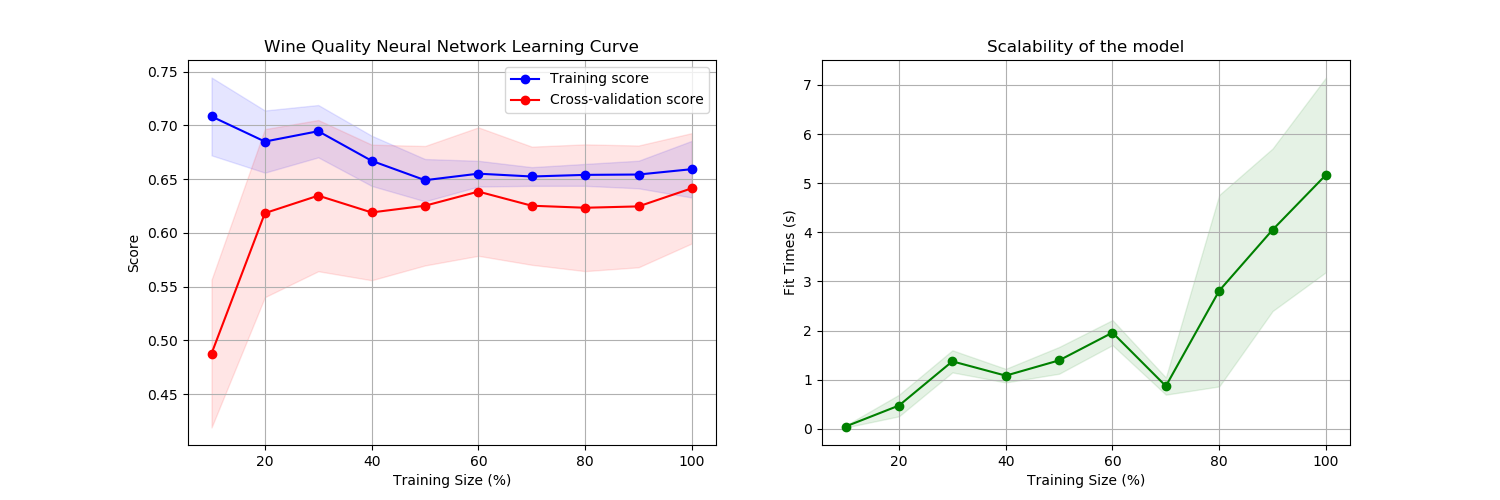 Wine Quality Neural Network Learning Curve
Training score
Cross-validation score
0.75
0.70
0.65
0.60
0.55
0.50
0.45
Score
20 40 60 80 100
Training Size (%)
Scalability of the model
7
6
5
4
3
2
1
0
Fit Times (s)
20 40 60 80 100
Training Size (%)